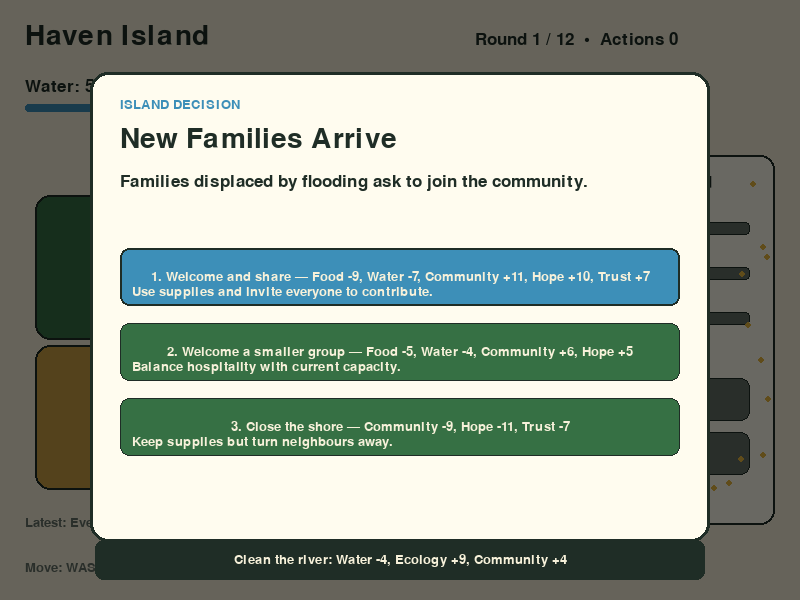 Haven Island
Round 1 / 12 • Actions 0
Water: 5
ISLAND DECISION
New Families Arrive
Families displaced by flooding ask to join the community.
1. Welcome and share — Food -9, Water -7, Community +11, Hope +10, Trust +7
Use supplies and invite everyone to contribute.
2. Welcome a smaller group — Food -5, Water -4, Community +6, Hope +5
Balance hospitality with current capacity.
3. Close the shore — Community -9, Hope -11, Trust -7
Keep supplies but turn neighbours away.
Latest: Eve
Clean the river: Water -4, Ecology +9, Community +4
Move: WAS